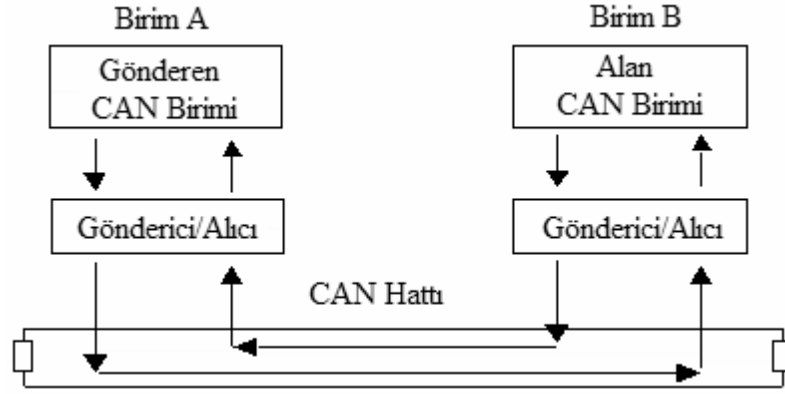 Birim A
Birim B
Gönderen
CAN Birimi
Alan
CAN Birimi
Gönderici/Alıcı
Gönderici/Alıcı
CAN Hattı